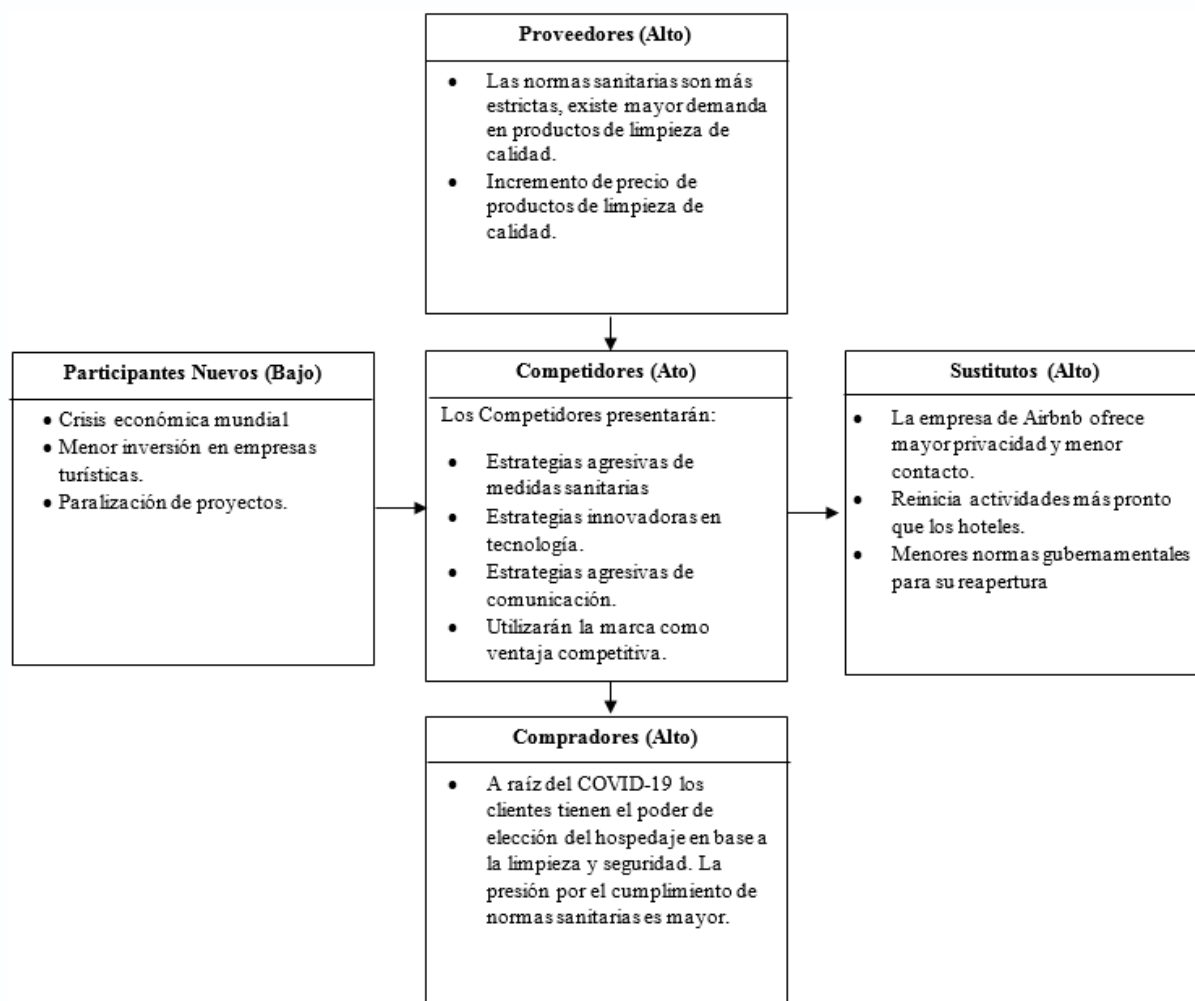 Proveedores (Alto)
• Las normas sanitarias son más
estrictas, existe mayor demanda
en productos de limpieza de
calidad.
• Incremento de precio de
productos de limpieza de
calidad.
Participantes Nuevos (Bajo)
• Crisis económica mundial
• Menor inversión en empresas
turísticas.
• Paralización de proyectos.
Competidores (Ato)
Los Competidores presentarán:
• Estrategias agresivas de
medidas sanitarias
• Estrategias innovadoras en
tecnología.
• Estrategias agresivas de
comunicación.
• Utilizarán la marca como
ventaja competitiva.
Sustitutos (Alto)
• La empresa de Airbnb ofrece
mayor privacidad y menor
contacto.
• Reinicia actividades más pronto
que los hoteles.
• Menores normas gubernamentales
para su reapertura
Compradores (Alto)
• A raíz del COVID-19 los
clientes tienen el poder de
elección del hospedaje en base a
la limpieza y seguridad. La
presión por el cumplimiento de
normas sanitarias es mayor.